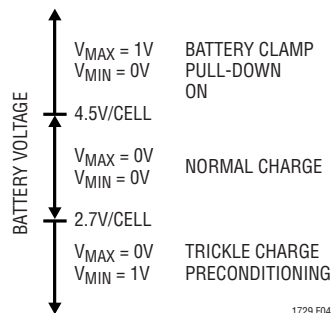 BATTERY VOLTAGE
VMAX = 1V BATTERY CLAMP
VMIN = 0V PULL-DOWN
ON
4.5V/CELL
VMAX = 0V
VMIN = 0V
NORMAL CHARGE
2.7V/CELL
VMAX = 0V TRICKLE CHARGE
VMIN = 1V PRECONDITIONING
1729 F04